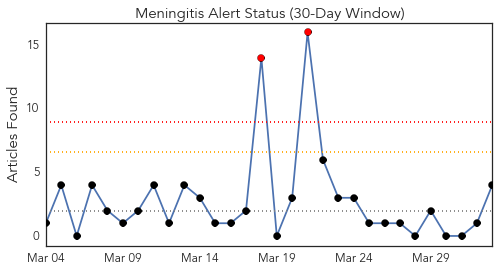 Meningitis Alert Status (30-Day Window)
Articles Found
15
10
5
0
Mar 04 Mar 09 Mar 14 Mar 19 Mar 24 Mar 29